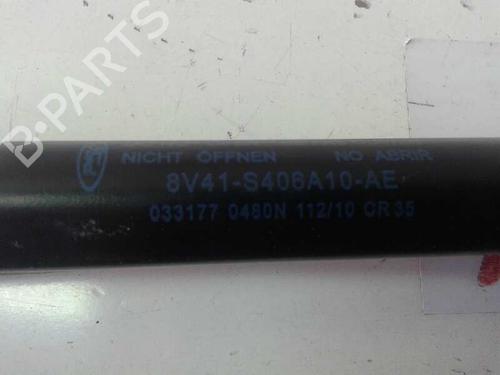 B-PARTS
NICHT ÖFFNEN NO ABRIR
8V41-S406A10-AE
033177 0480N 112/10 CR35